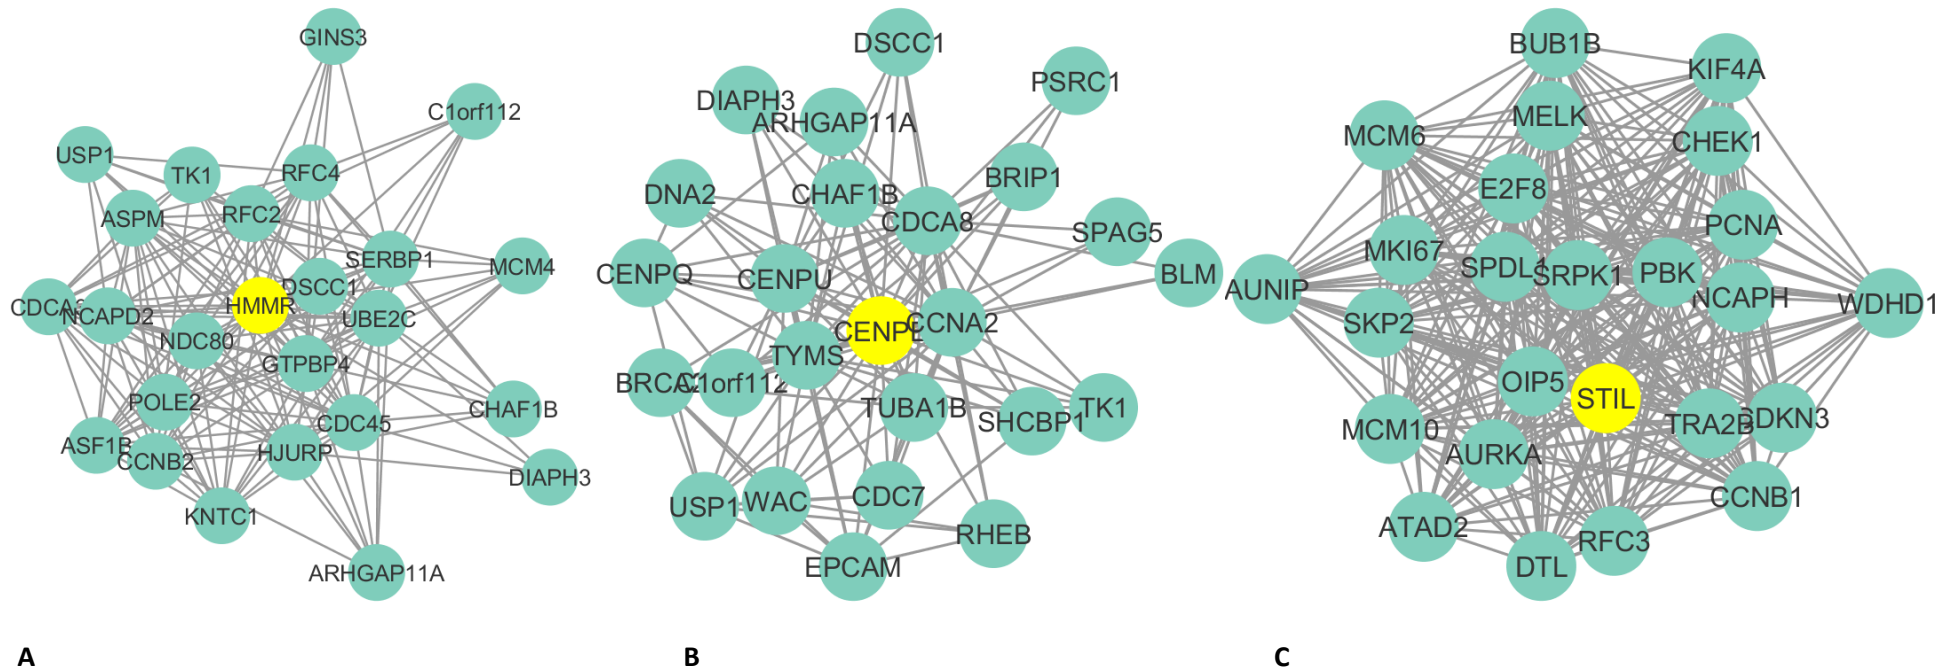 GINS3
C1orf112
USP1
TK1
RFC4
ASPM
RFC2
SERBP1
MCM4
DSCC1
HMMR
NCAPD2
UBE2C
NDC80
GTPBP4
POLE2
CHAF1B
CDC45
ASF1B
CCNB2
HJURP
DIAPH3
KNTC1
ARHGAP11A
A
DSCC1
PSRC1
DIAPH3
ARHGAP11A
BRIP1
DNA2
CHAF1B
CDCA8
SPAG5
CENPQ
CENPU
BLM
CCNA2
TYMS
C1orf112
TUBA1B
SHCBP1
TK1
USP1
WAC
CDC7
RHEB
EPCAM
B
BUB1B
KIF4A
MELK
MCM6
CHEK1
E2F8
PCNA
MKI67
SPDL1
SRPK1
PBK
AUNIP
NCAPH
WDHD1
SKP2
OIP5
STIL
MCM10
TRA2B
AURKA
CCNB1
ATAD2
RFC3
DTL
C